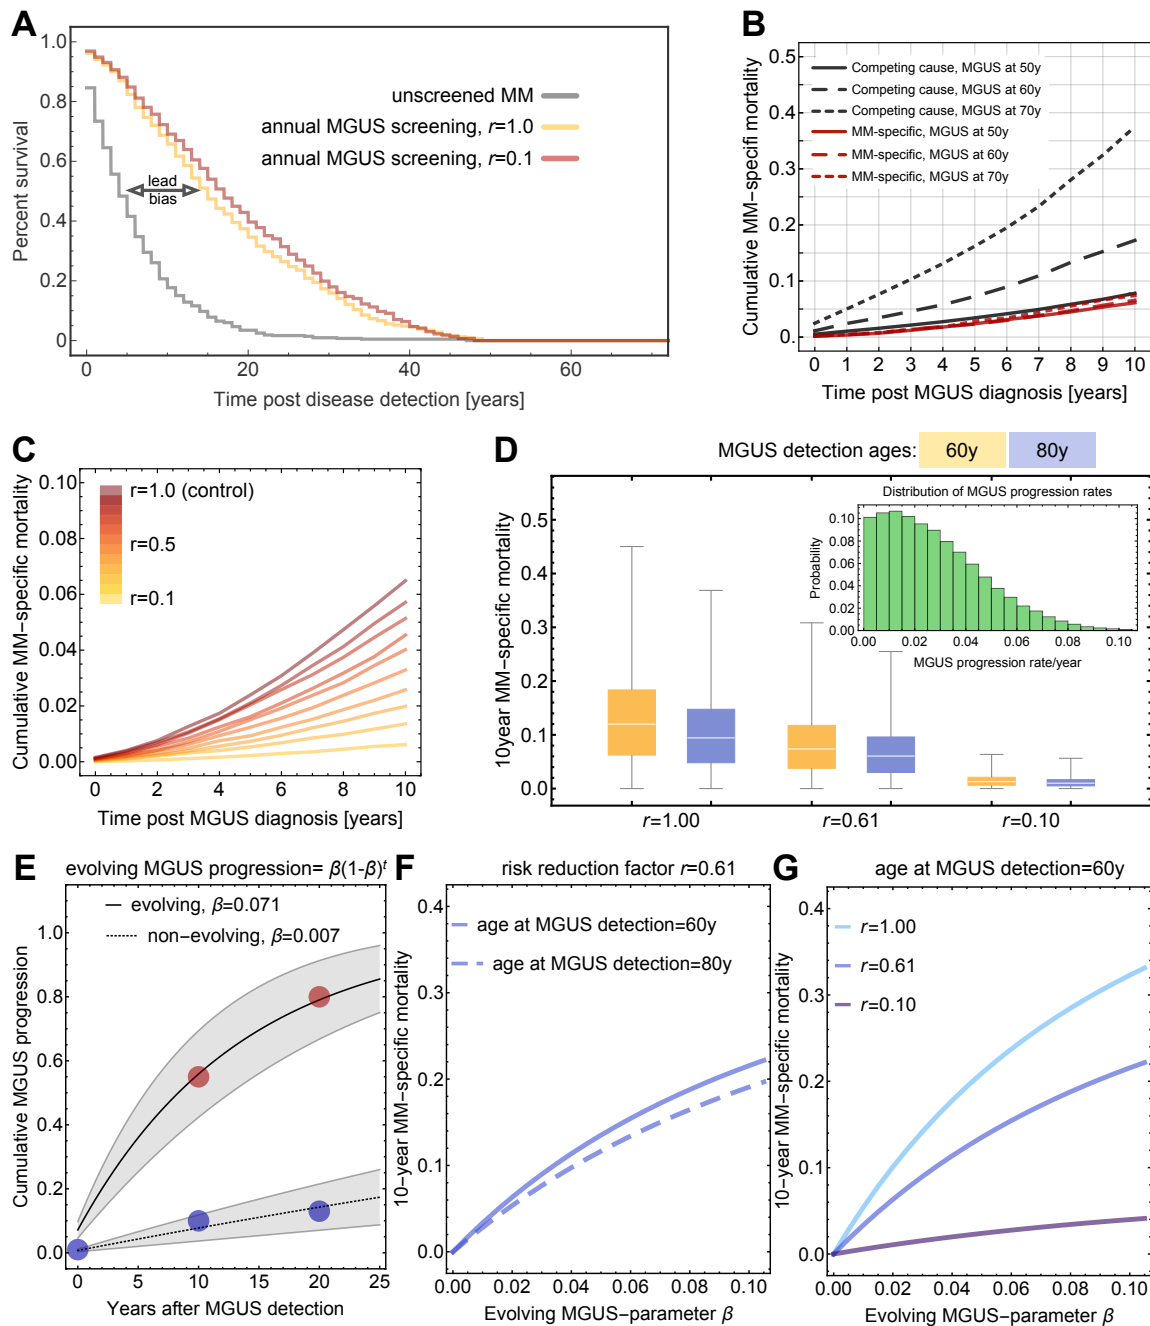 A
1.0
0.8
0.6
0.4
0.2
0
0
20
40
60
Percent survival
Time post disease detection [years]
unscreened MM
annual MGUS screening, r=1.0
annual MGUS screening, r=0.1
lead
bias
B
0.5
0.4
0.3
0.2
0.1
0.
0 1 2 3 4 5 6 7 8 9 10
Cumulative MM-specifi mortality
Time post MGUS diagnosis [years]
Competing cause, MGUS at 50y
Competing cause, MGUS at 60y
Competing cause, MGUS at 70y
MM-specific, MGUS at 50y
MM-specific, MGUS at 60y
MM-specific, MGUS at 70y
C
0.10
0.08
0.06
0.04
0.02
0.00
0 2 4 6 8 10
Cumulative MM-specific mortality
Time post MGUS diagnosis [years]
r=1.0 (control)
r=0.5
r=0.1
D
MGUS detection ages: 60y 80y
0.5
0.4
0.3
0.2
0.1
0.0
10year MM-specific mortality
r=1.00
r=0.61
r=0.10
Distribution of MGUS progression rates
0.10
0.08
0.06
0.04
0.02
0.00
Probability
0.00 0.02 0.04 0.06 0.08 0.10
MGUS progression rate/year
E
evolving MGUS progression= β(1-β)^t
evolving, β=0.071
non-evolving, β=0.007
1.0
0.8
0.6
0.4
0.2
0.0
0 5 10 15 20 25
Cumulative MGUS progression
Years after MGUS detection
F
risk reduction factor r=0.61
age at MGUS detection=60y
age at MGUS detection=80y
0.4
0.3
0.2
0.1
0.0
0.00 0.02 0.04 0.06 0.08 0.10
10-year MM-specific mortality
Evolving MGUS-parameter β
G
age at MGUS detection=60y
r=1.00
r=0.61
r=0.10
0.4
0.3
0.2
0.1
0.0
0.00 0.02 0.04 0.06 0.08 0.10
10-year MM-specific mortality
Evolving MGUS-parameter β